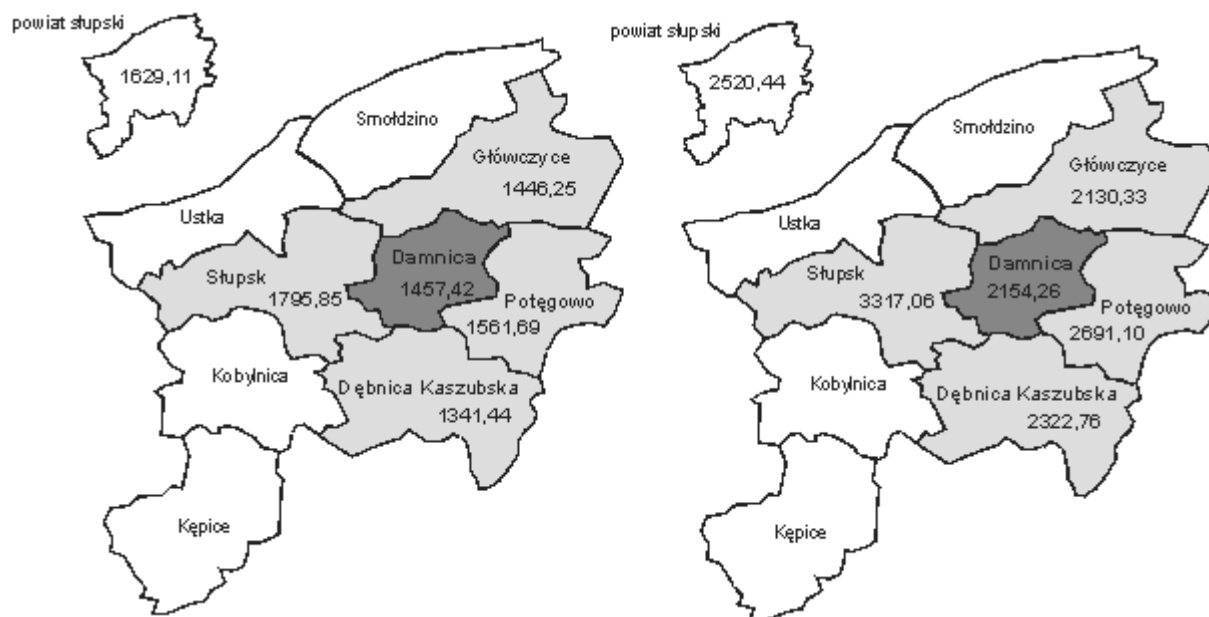 powiat słupski
1629,11
Smołdzino
Główczyce
1446,25
Ustka
Damnica
1457,42
Słupsk
1795,85
Potęgowo
1561,69
Kobylnica
Dębnica Kaszubska
1341,44
Kępice
powiat słupski
2520,44
Smołdzino
Główczyce
2130,33
Ustka
Damnica
2154,26
Słupsk
3317,06
Potęgowo
2691,10
Kobylnica
Dębnica Kaszubska
2322,76
Kępice